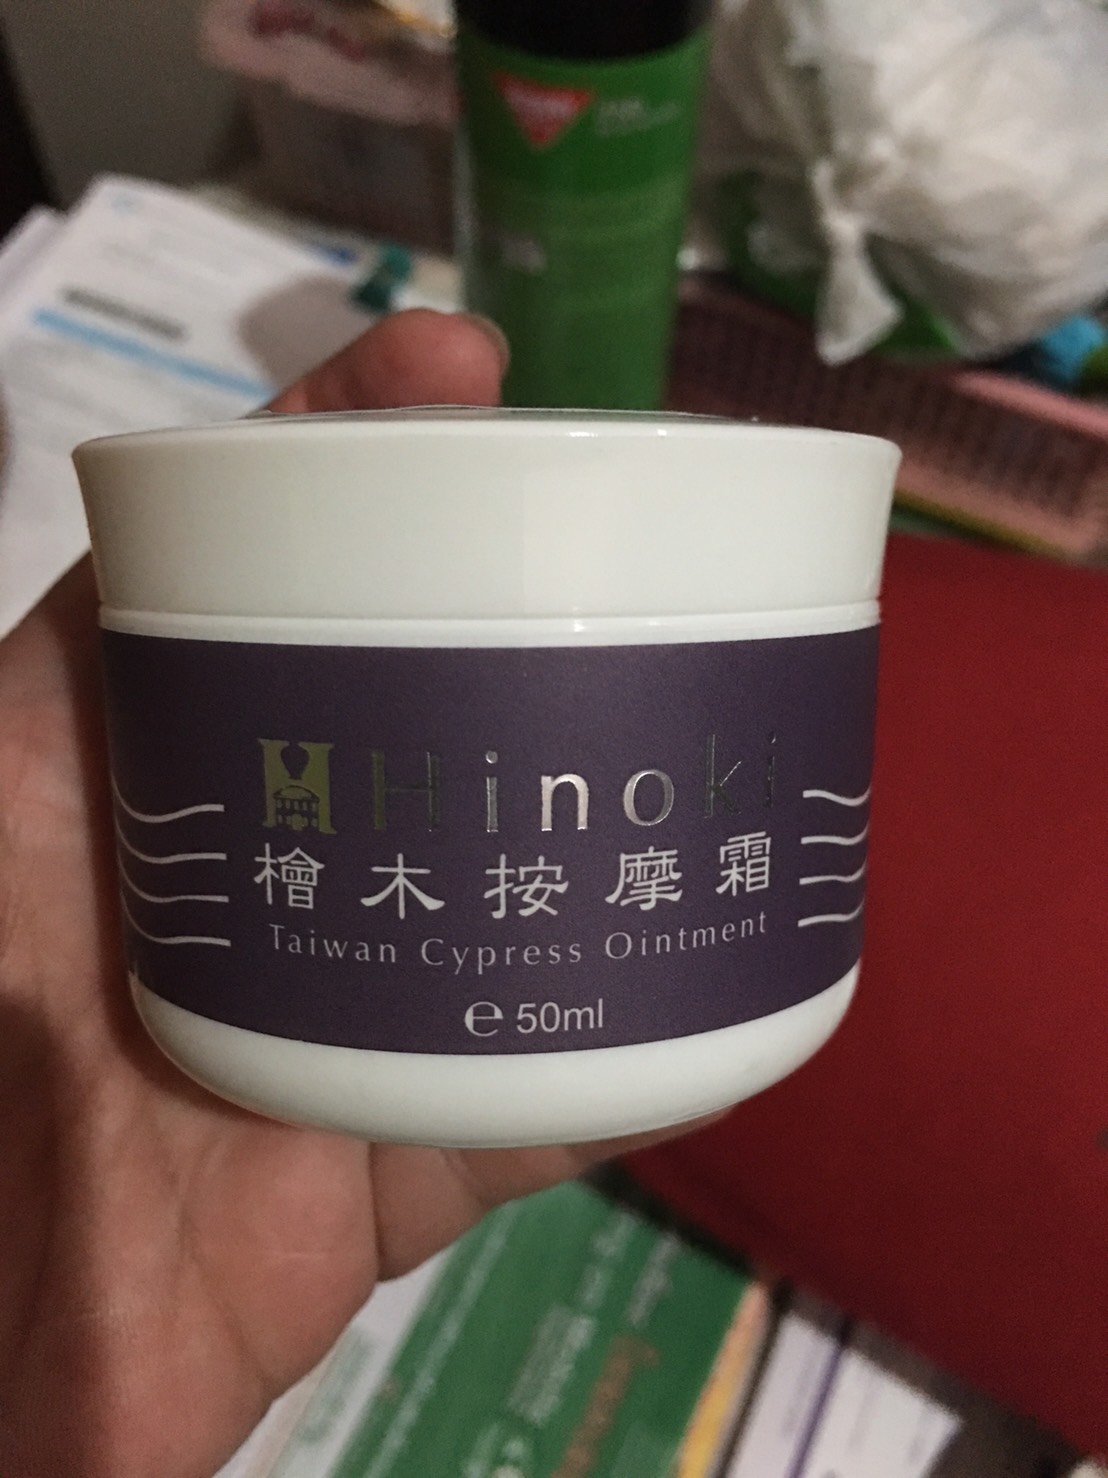 Hinoki
檜木按摩霜
Taiwan Cypress Ointment
℮ 50ml